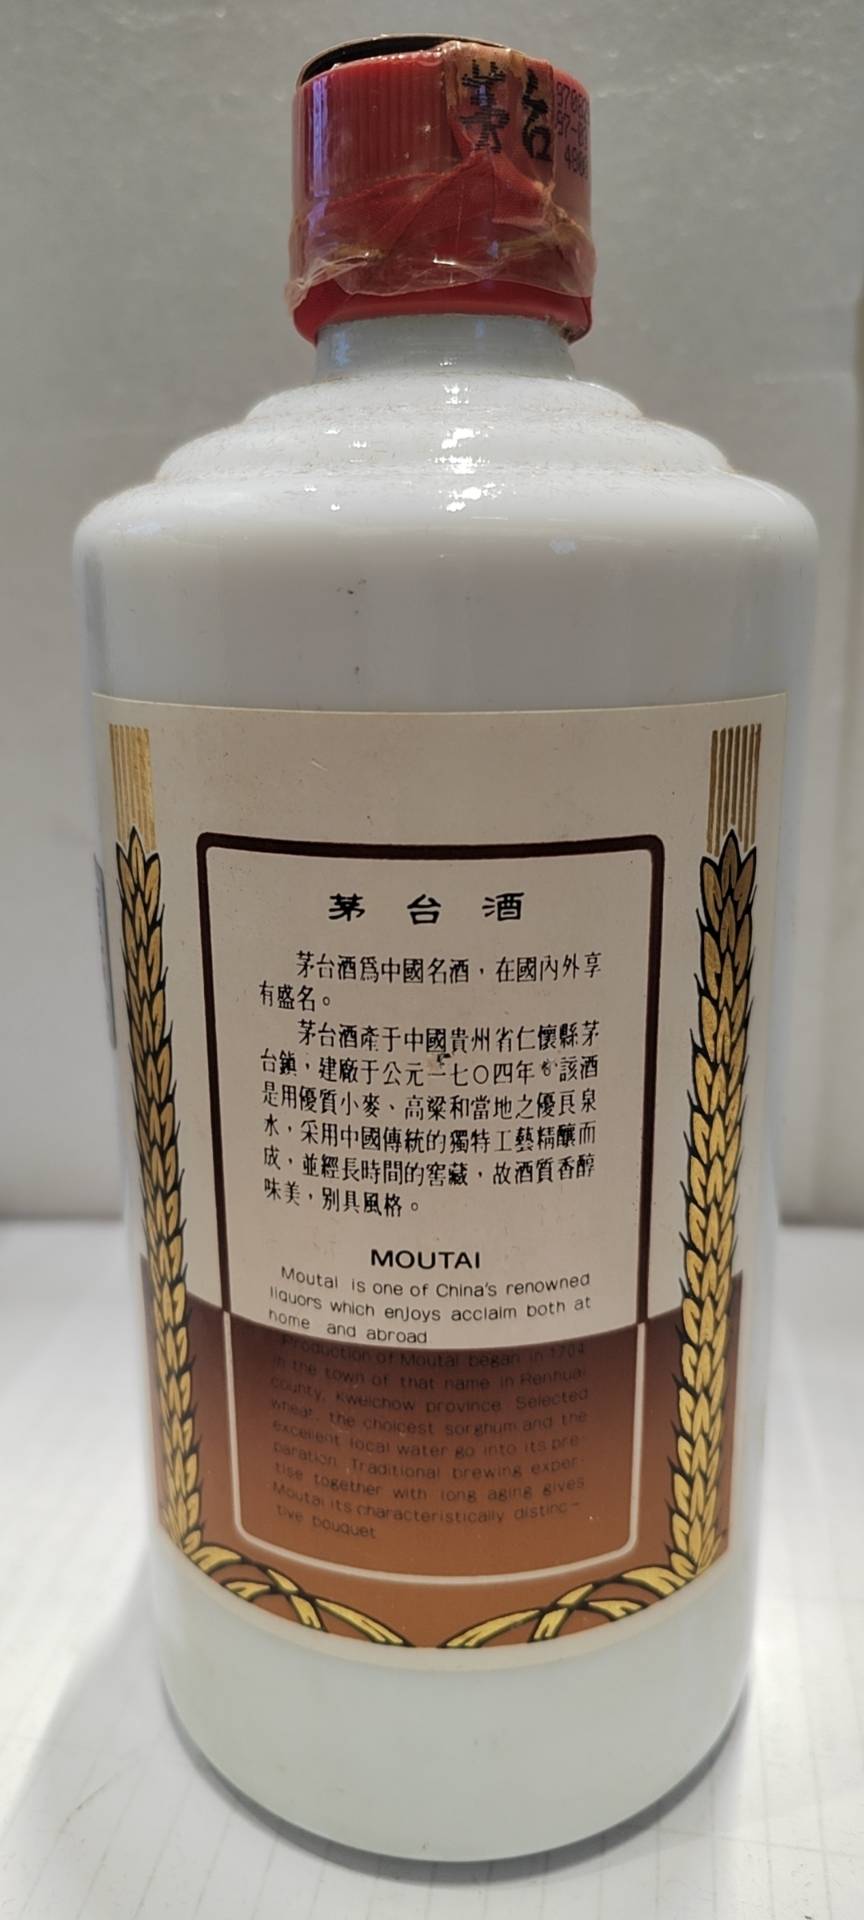 茅台
茅台酒
茅台酒爲中國名酒，在國內外享
有盛名。
茅台酒產于中國貴州省仁懷縣茅
台鎮，建廠于公元一七〇四年。該酒
是用優質小麥、高粱和當地之優良泉
水，采用中國傳統的獨特工藝精釀而
成，並經長時間的窖藏，故酒質香醇
味美，別具風格。
MOUTAI
Moutai is one of China's renowned
liquors which enjoys acclaim both at
home and abroad
Production of Moutai began in 1704
in the town of that name in Renhuai
county, Kweichow province Selected
wheat, the choicest sorghum and the
excellent local water go into its pre-
paration Traditional brewing exper-
tise together with long aging gives
Moutai its characteristically distinc-
tive bouquet